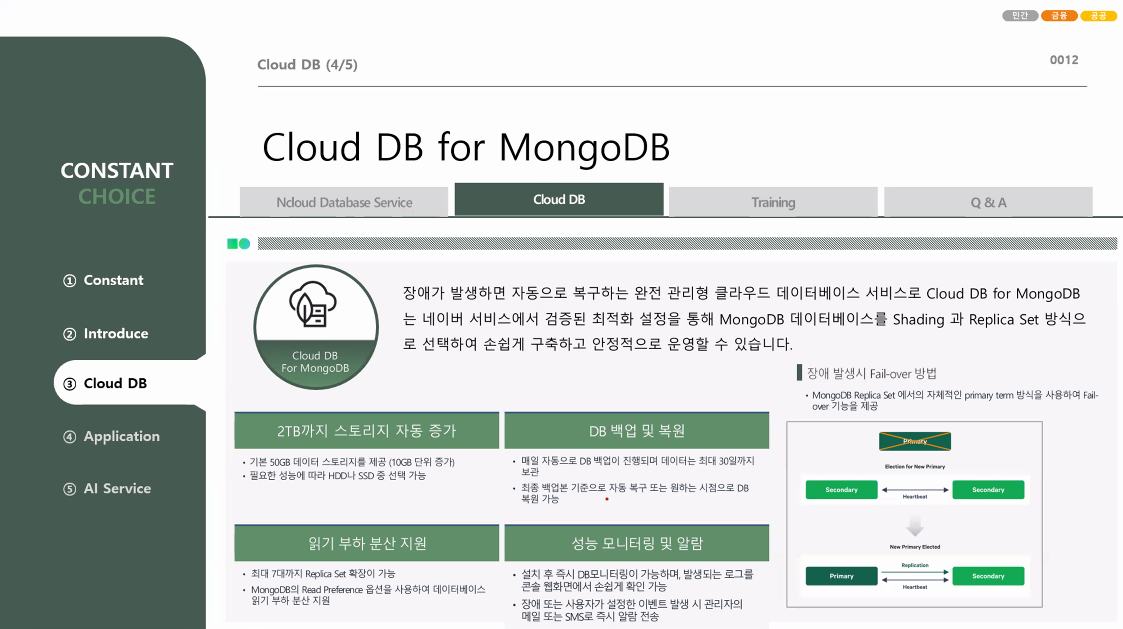 민간 금융 공공
Cloud DB (4/5)
0012
CONSTANT
CHOICE
① Constant
② Introduce
③ Cloud DB
④ Application
⑤ AI Service
Cloud DB for MongoDB
Ncloud Database Service
Cloud DB
Training
Q & A
Cloud DB
For MongoDB
장애가 발생하면 자동으로 복구하는 완전 관리형 클라우드 데이터베이스 서비스로 Cloud DB for MongoDB
는 네이버 서비스에서 검증된 최적화 설정을 통해 MongoDB 데이터베이스를 Shading 과 Replica Set 방식으
로 선택하여 손쉽게 구축하고 안정적으로 운영할 수 있습니다.
2TB까지 스토리지 자동 증가
• 기본 50GB 데이터 스토리지를 제공 (10GB 단위 증가)
• 필요한 성능에 따라 HDD나 SSD 중 선택 가능
DB 백업 및 복원
• 매일 자동으로 DB 백업이 진행되며 데이터는 최대 30일까지
보관
• 최종 백업본 기준으로 자동 복구 또는 원하는 시점으로 DB
복원 가능
읽기 부하 분산 지원
• 최대 7대까지 Replica Set 확장이 가능
• MongoDB의 Read Preference 옵션을 사용하여 데이터베이스
읽기 부하 분산 지원
성능 모니터링 및 알람
• 설치 후 즉시 DB모니터링이 가능하며, 발생되는 로그를
콘솔 웹화면에서 손쉽게 확인 가능
• 장애 또는 사용자가 설정한 이벤트 발생 시 관리자의
메일 또는 SMS로 즉시 알람 전송
장애 발생시 Fail-over 방법
• MongoDB Replica Set 에서의 자체적인 primary term 방식을 사용하여 Fail-
over 기능을 제공
Primary
Election for New Primary
Secondary
Heartbeat
Secondary
New Primary Elected
Primary
Replication
Heartbeat
Secondary